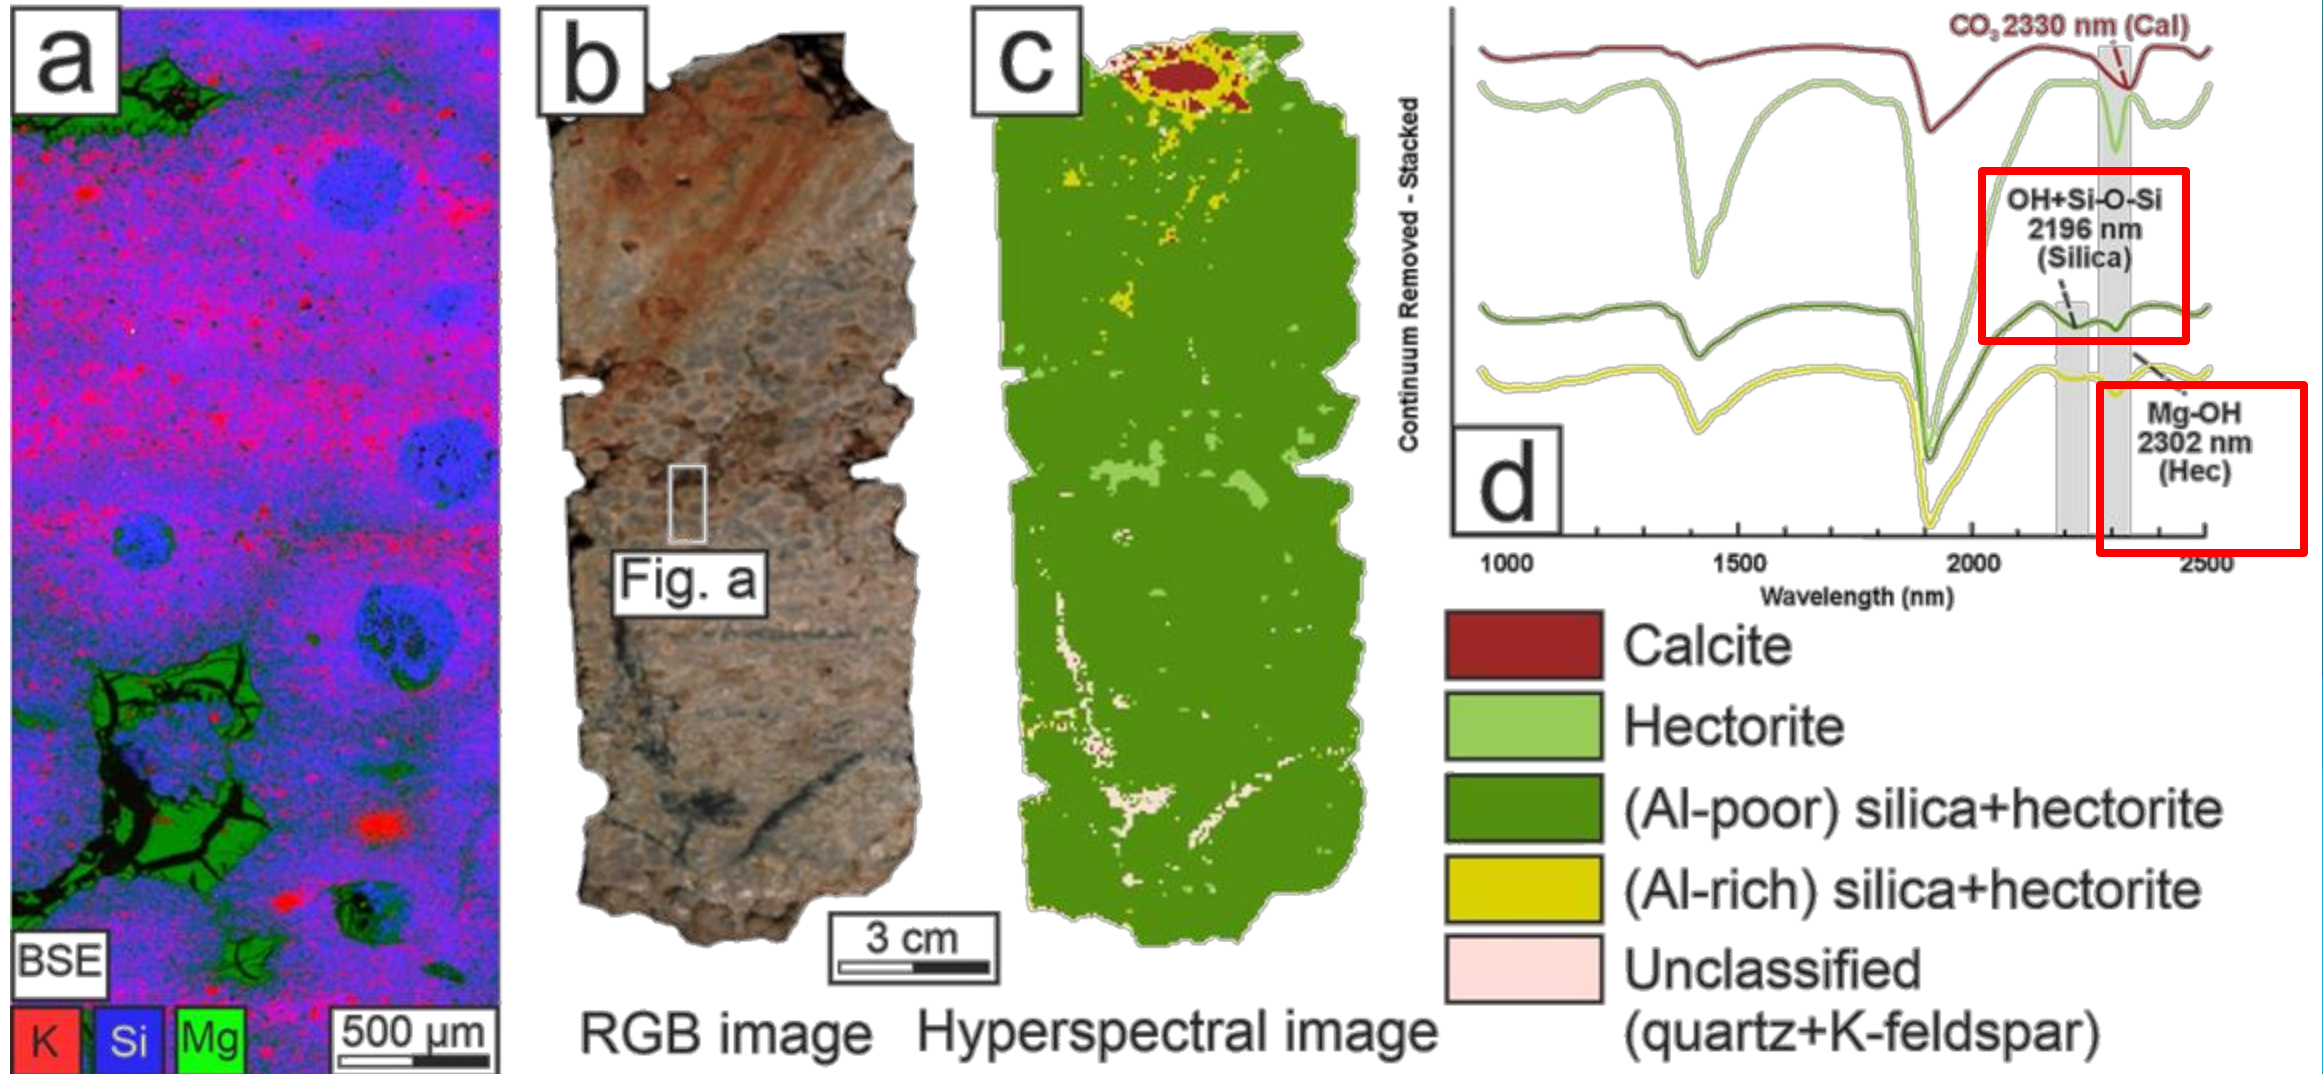 a
BSE
K
Si
Mg
500 µm
b
Fig. a
3 cm
RGB image
c
Hyperspectral image
Continuum Removed - Stacked
CO₃ 2330 nm (Cal)
OH+Si-O-Si
2196 nm
(Silica)
Mg-OH
2302 nm
(Hec)
d
1000
1500
2000
2500
Wavelength (nm)
Calcite
Hectorite
(Al-poor) silica+hectorite
(Al-rich) silica+hectorite
Unclassified
(quartz+K-feldspar)